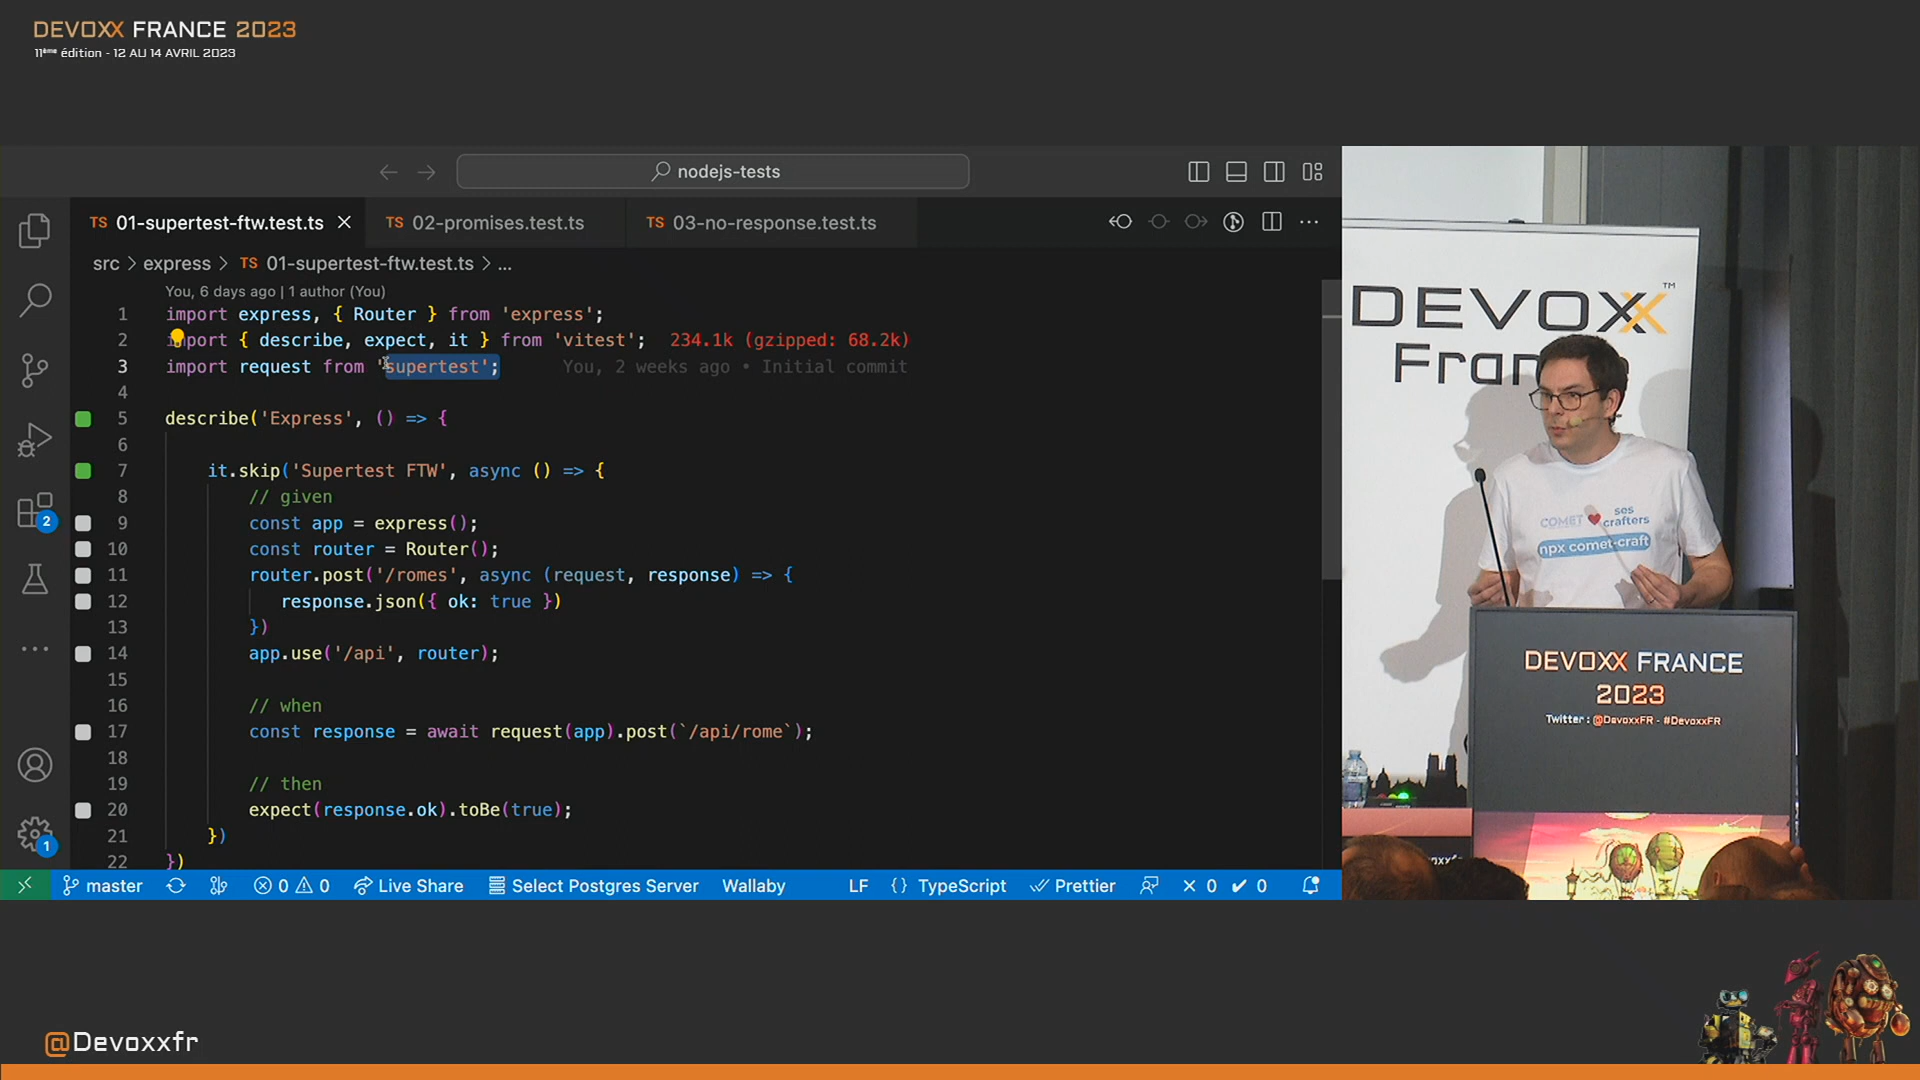 DEVOXX FRANCE 2023
11ème édition - 12 AU 14 AVRIL 2023
nodejs-tests
TS 01-supertest-ftw.test.ts
TS 02-promises.test.ts
TS 03-no-response.test.ts
src > express > TS 01-supertest-ftw.test.ts > ...
You, 6 days ago | 1 author (You)
1 import express, { Router } from 'express';
2 import { describe, expect, it } from 'vitest'; 234.1k (gzipped: 68.2k)
3 import request from 'supertest'; You, 2 weeks ago • Initial commit
4
5 describe('Express', () => {
6
7 it.skip('Supertest FTW', async () => {
8 // given
9 const app = express();
10 const router = Router();
11 router.post('/romes', async (request, response) => {
12 response.json({ ok: true })
13 })
14 app.use('/api', router);
15
16 // when
17 const response = await request(app).post(`/api/rome`);
18
19 // then
20 expect(response.ok).toBe(true);
21 })
22 })
2
1
master 0 0 Live Share Select Postgres Server Wallaby LF {} TypeScript Prettier 0 0
DEVOXX™
France
COMET ses
crafters
npx comet-craft
DEVOXX FRANCE
2023
Twitter : @DevoxxFR - #DevoxxFR
@Devoxxfr